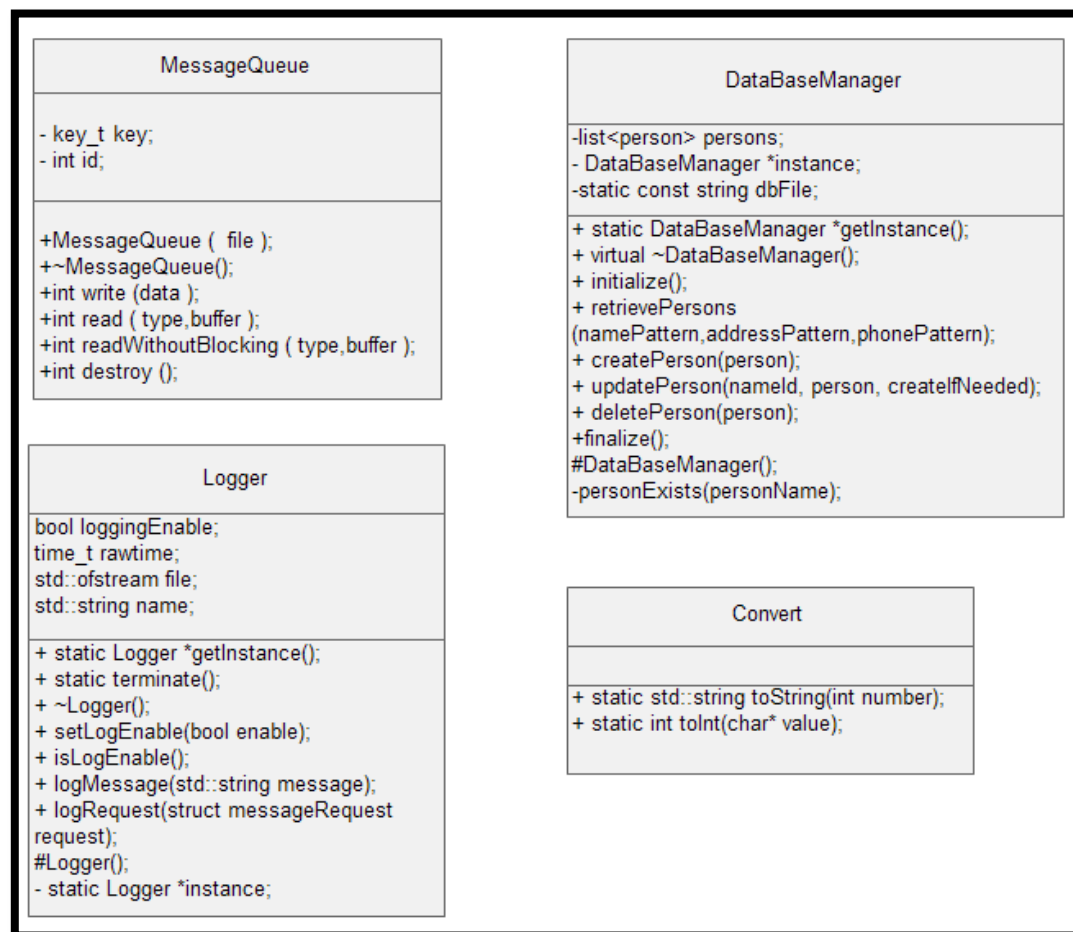 MessageQueue
- key_t key;
- int id;
+MessageQueue ( file );
+~MessageQueue();
+int write (data );
+int read ( type,buffer );
+int readWithoutBlocking ( type,buffer );
+int destroy ();
DataBaseManager
-list<person> persons;
- DataBaseManager *instance;
-static const string dbFile;
+ static DataBaseManager *getInstance();
+ virtual ~DataBaseManager();
+ initialize();
+ retrievePersons
(namePattern,addressPattern,phonePattern);
+ createPerson(person);
+ updatePerson(nameId, person, createIfNeeded);
+ deletePerson(person);
+finalize();
#DataBaseManager();
-personExists(personName);
Logger
bool loggingEnable;
time_t rawtime;
std::ofstream file;
std::string name;
+ static Logger *getInstance();
+ static terminate();
+ ~Logger();
+ setLogEnable(bool enable);
+ isLogEnable();
+ logMessage(std::string message);
+ logRequest(struct messageRequest
request);
#Logger();
- static Logger *instance;
Convert
+ static std::string toString(int number);
+ static int toInt(char* value);